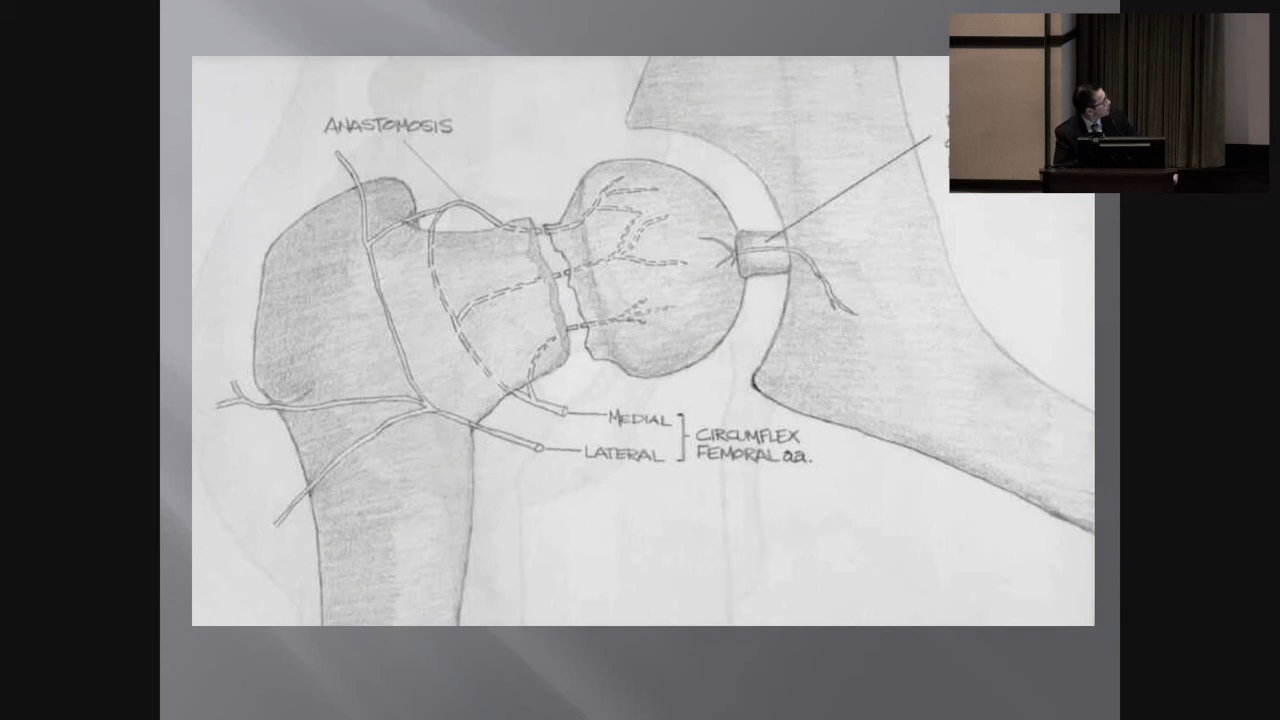 ANASTOMOSIS
MEDIAL
LATERAL
CIRCUMFLEX
FEMORAL aa.